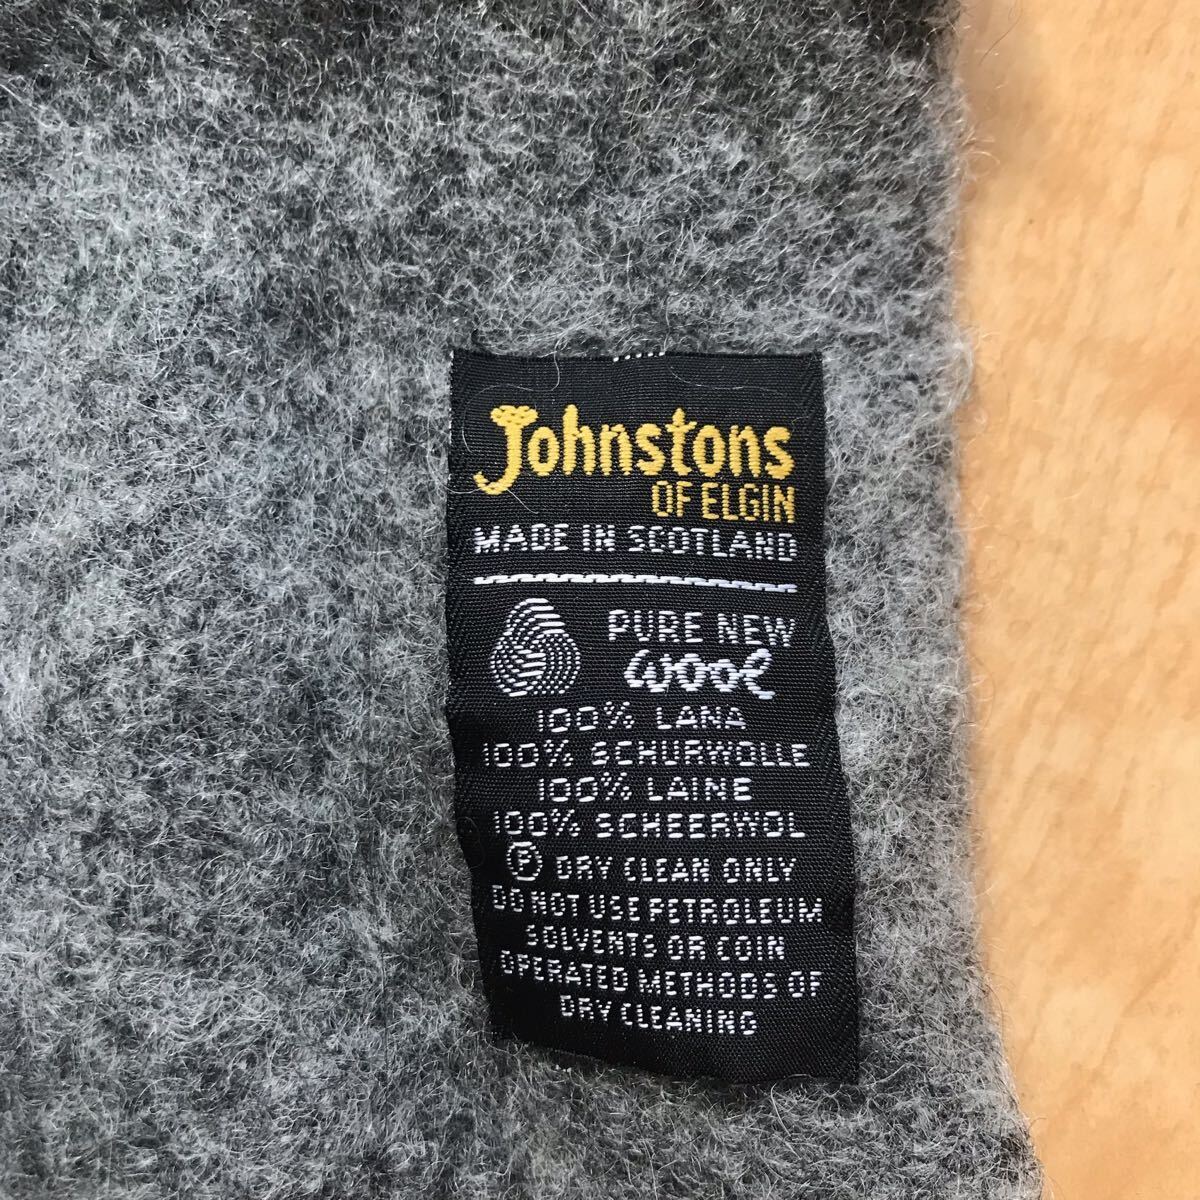 Johnstons
OF ELGIN
MADE IN SCOTLAND
PURE NEW
wool
100% LANA
100% SCHURWOLLE
100% LAINE
100% SCHEERWOL
Ⓟ DRY CLEAN ONLY
DO NOT USE PETROLEUM
SOLVENTS OR COIN
OPERATED METHODS OF
DRY CLEANING